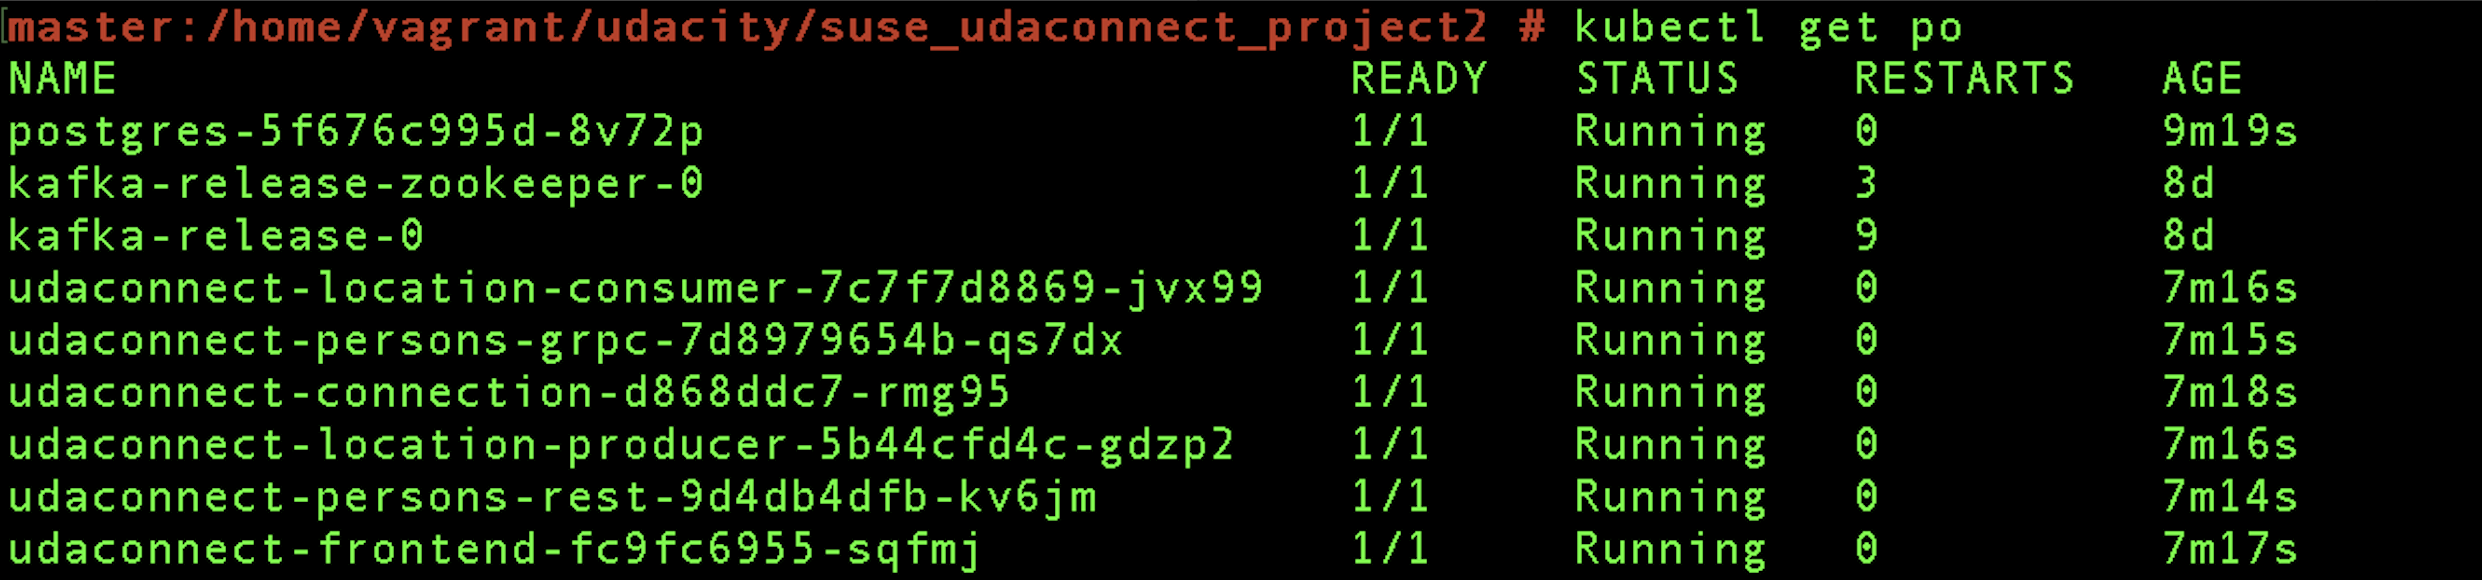 master:/home/vagrant/udacity/suse_udaconnect_project2 # kubectl get po
NAME READY STATUS RESTARTS AGE
postgres-5f676c995d-8v72p 1/1 Running 0 9m19s
kafka-release-zookeeper-0 1/1 Running 3 8d
kafka-release-0 1/1 Running 9 8d
udaconnect-location-consumer-7c7f7d8869-jvx99 1/1 Running 0 7m16s
udaconnect-persons-grpc-7d8979654b-qs7dx 1/1 Running 0 7m15s
udaconnect-connection-d868ddc7-rmg95 1/1 Running 0 7m18s
udaconnect-location-producer-5b44cfd4c-gdzp2 1/1 Running 0 7m16s
udaconnect-persons-rest-9d4db4dfb-kv6jm 1/1 Running 0 7m14s
udaconnect-frontend-fc9fc6955-sqfmj 1/1 Running 0 7m17s